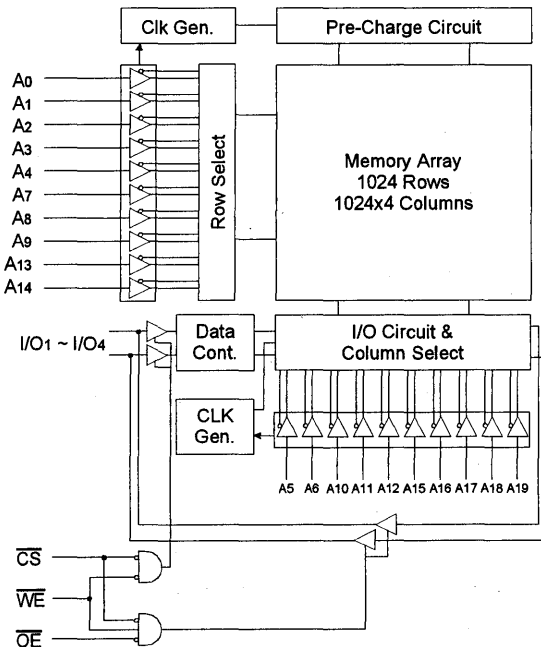 Clk Gen.
Pre-Charge Circuit
A0
A1
A2
A3
A4
A7
A8
A9
A13
A14
Row Select
Memory Array
1024 Rows
1024x4 Columns
I/O1 ~ I/O4
Data
Cont.
I/O Circuit &
Column Select
CLK
Gen.
A5 A6 A10 A11 A12 A15 A16 A17 A18 A19
CS
WE
OE